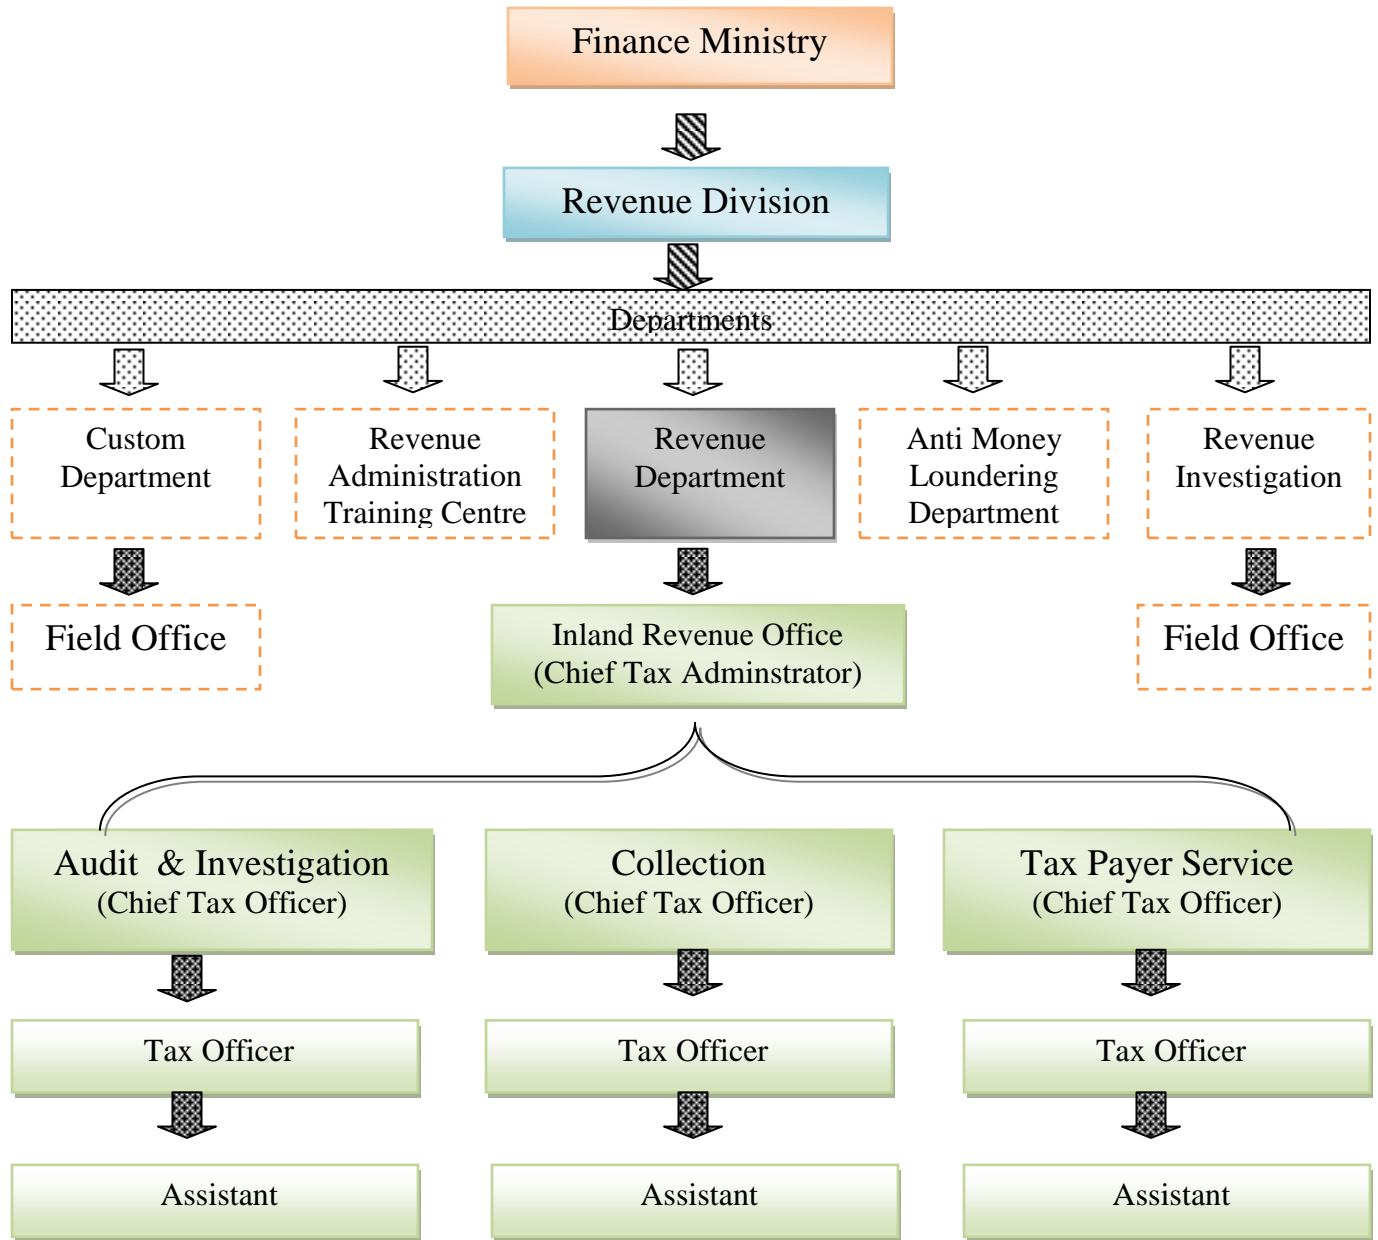 Finance Ministry
Revenue Division
Departments
Custom
Department
Revenue
Administration
Training Centre
Revenue
Department
Anti Money
Loundering
Department
Revenue
Investigation
Field Office
Inland Revenue Office
(Chief Tax Adminstrator)
Field Office
Audit & Investigation
(Chief Tax Officer)
Collection
(Chief Tax Officer)
Tax Payer Service
(Chief Tax Officer)
Tax Officer
Tax Officer
Tax Officer
Assistant
Assistant
Assistant